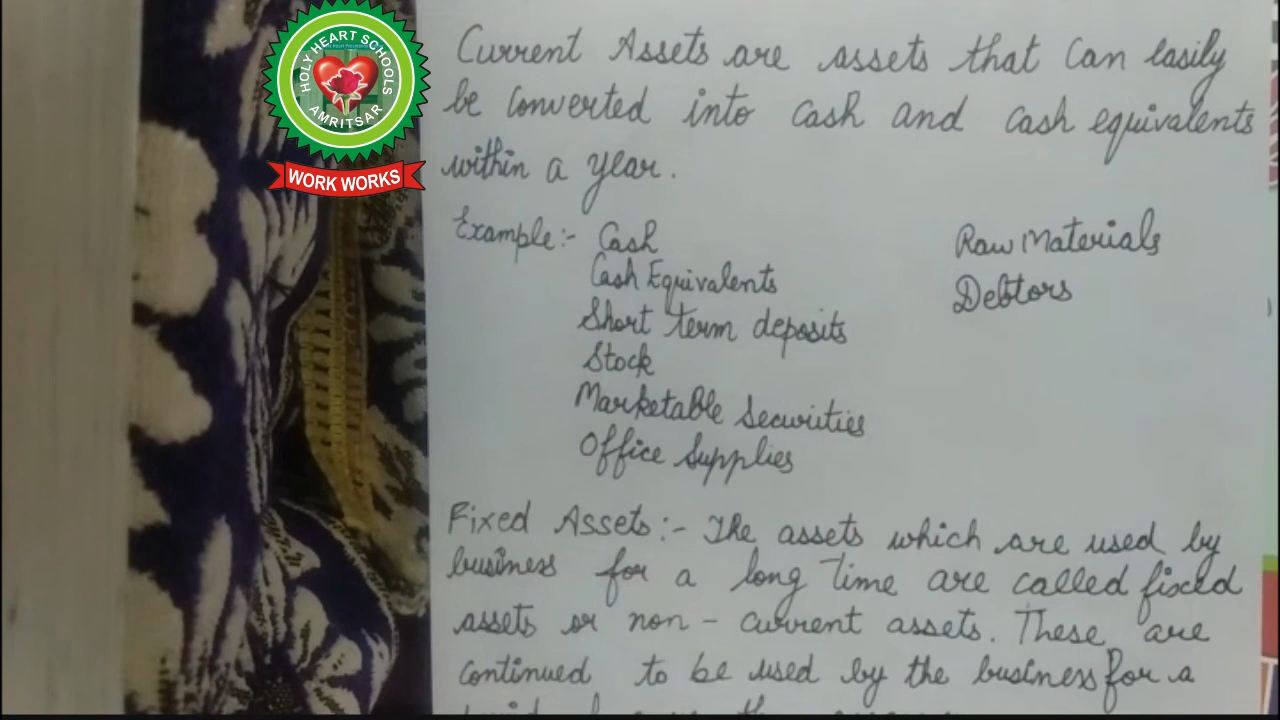 HOLY HEART SCHOOLS
AMRITSAR
WORK WORKS
Current Assets are assets that can easily
be converted into cash and cash equivalents
within a year.
Example:- Cash
Cash Equivalents
Short term deposits
Stock
Marketable Securities
Office Supplies
Raw Materials
Debtors
Fixed Assets:- The assets which are used by
business for a long time are called fixed
assets or non-current assets. These are
continued to be used by the business for a